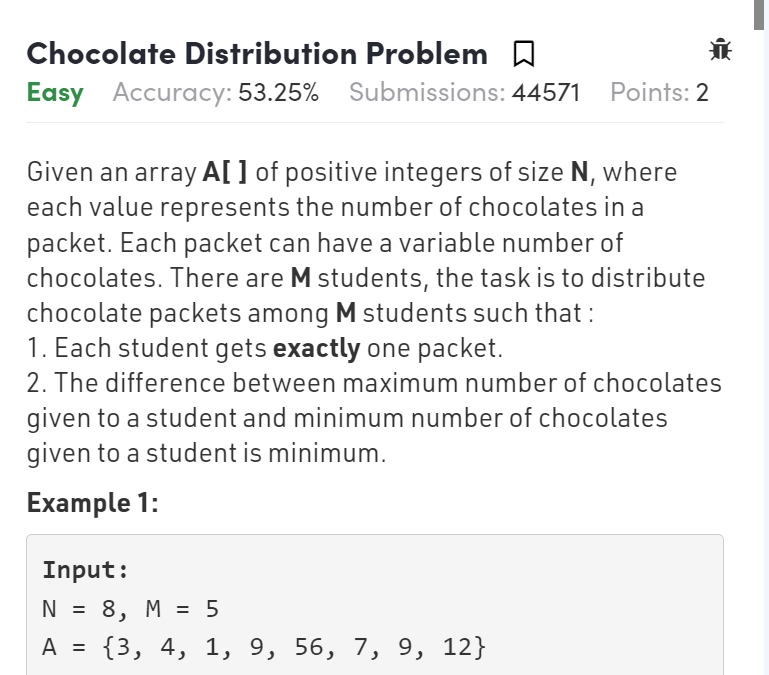 Chocolate Distribution Problem
Easy Accuracy: 53.25% Submissions: 44571 Points: 2
Given an array A[ ] of positive integers of size N, where
each value represents the number of chocolates in a
packet. Each packet can have a variable number of
chocolates. There are M students, the task is to distribute
chocolate packets among M students such that :
1. Each student gets exactly one packet.
2. The difference between maximum number of chocolates
given to a student and minimum number of chocolates
given to a student is minimum.
Example 1:
Input:
N = 8, M = 5
A = {3, 4, 1, 9, 56, 7, 9, 12}